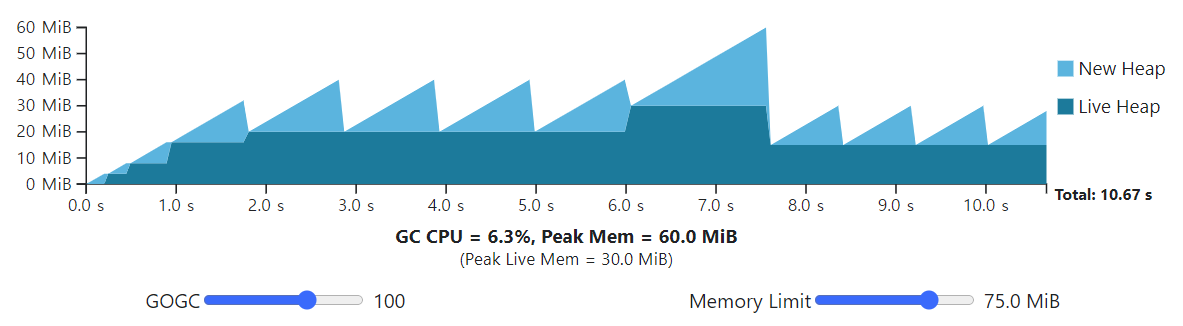 60 MiB
50 MiB
40 MiB
30 MiB
20 MiB
10 MiB
0 MiB
New Heap
Live Heap
0.0 s 1.0 s 2.0 s 3.0 s 4.0 s 5.0 s 6.0 s 7.0 s 8.0 s 9.0 s 10.0 s
Total: 10.67 s
GC CPU = 6.3%, Peak Mem = 60.0 MiB
(Peak Live Mem = 30.0 MiB)
GOGC 100
Memory Limit 75.0 MiB